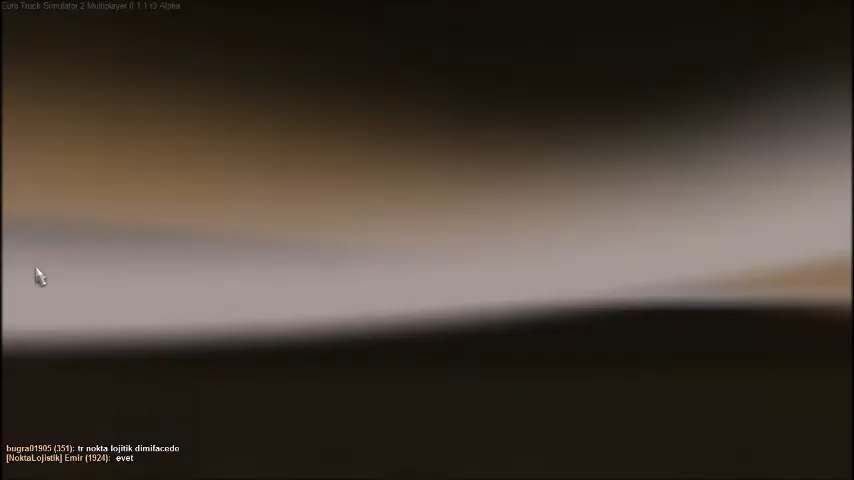 Euro Truck Simulator 2 Multiplayer 0.1.1 r3 Alpha
bugra01905 (351): tr nokta lojitik dimifacede
[NoktaLojistik] Emir (1924): evet